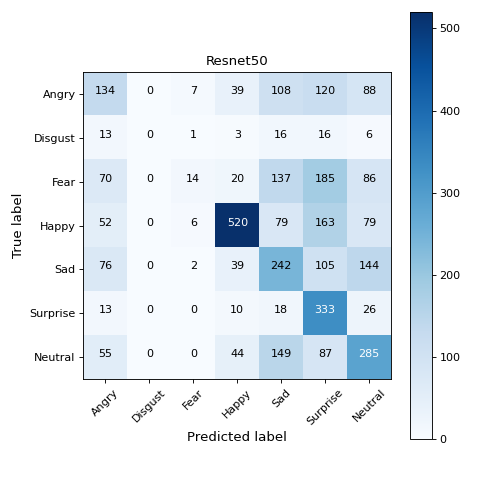 Resnet50
Angry 134 0 7 39 108 120 88
Disgust 13 0 1 3 16 16 6
Fear 70 0 14 20 137 185 86
Happy 52 0 6 520 79 163 79
Sad 76 0 2 39 242 105 144
Surprise 13 0 0 10 18 333 26
Neutral 55 0 0 44 149 87 285
Angry Disgust Fear Happy Sad Surprise Neutral
Predicted label
True label
500
400
300
200
100
0